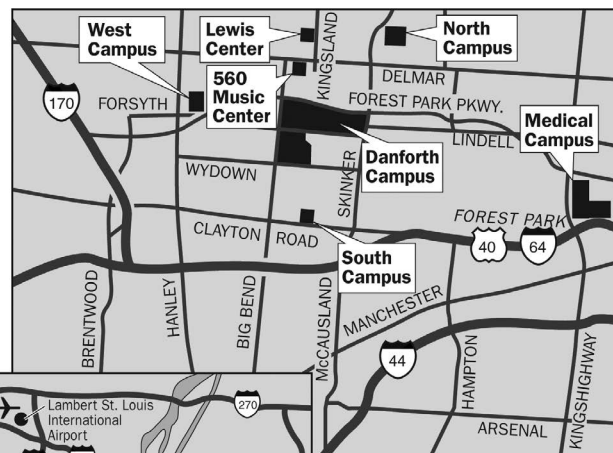 West
Campus
Lewis
Center
KINGSLAND
North
Campus
560
Music
Center
DELMAR
170
FORSYTH
FOREST PARK PKWY.
Medical
Campus
LINDELL
Danforth
Campus
WYDOWN
SKINKER
FOREST PARK
CLAYTON ROAD
40
64
South
Campus
BRENTWOOD
HANLEY
BIG BEND
McCAUSLAND
MANCHESTER
44
HAMPTON
KINGSHIGHWAY
ARSENAL
270
Lambert St. Louis
International
Airport